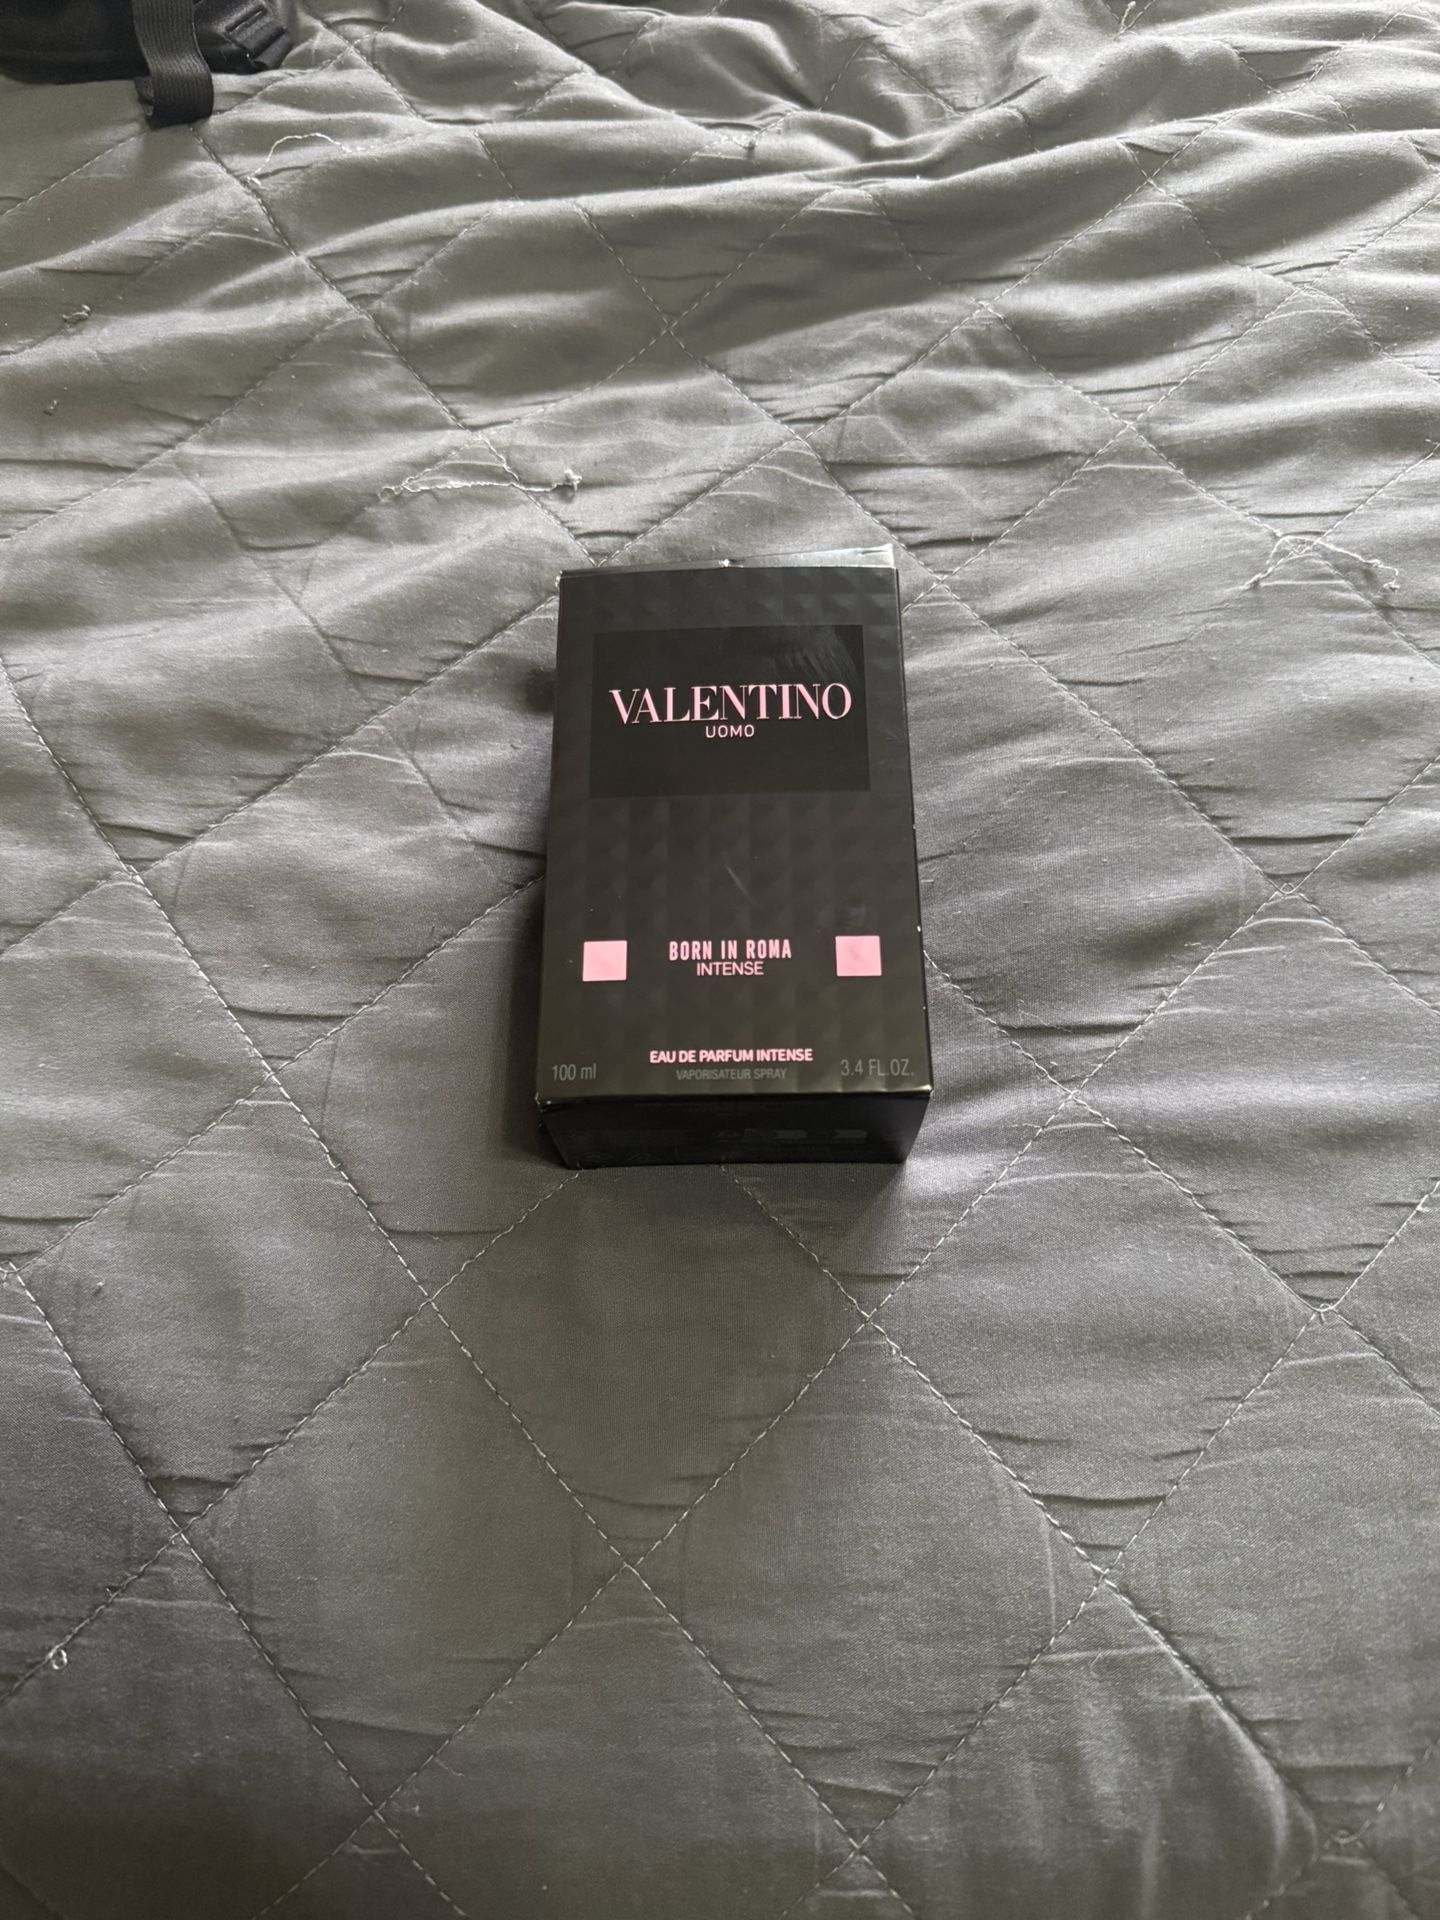 VALENTINO
UOMO
BORN IN ROMA
INTENSE
EAU DE PARFUM INTENSE
100 ml VAPORISATEUR SPRAY 3.4 FL.OZ.